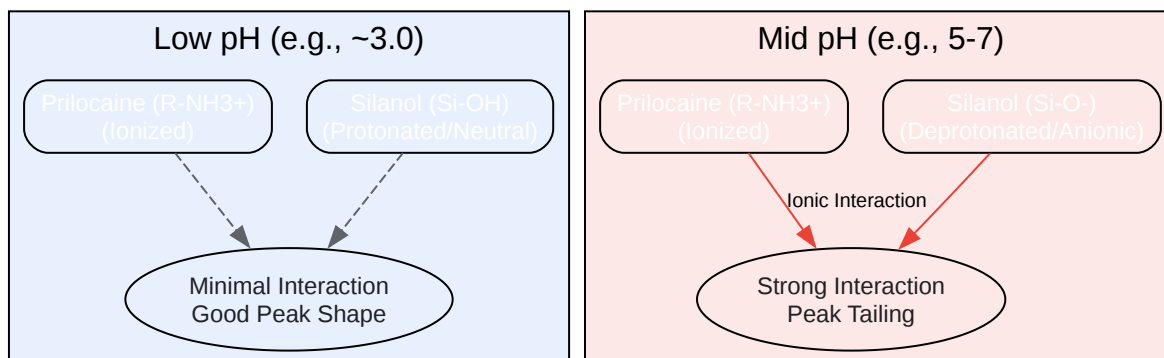 Low pH (e.g., ~3.0)
Prilocaine (R-NH3+)
(Ionized)
Silanol (Si-OH)
(Protonated/Neutral)
Minimal Interaction
Good Peak Shape
Mid pH (e.g., 5-7)
Prilocaine (R-NH3+)
(Ionized)
Silanol (Si-O-)
(Deprotonated/Anionic)
Ionic Interaction
Strong Interaction
Peak Tailing